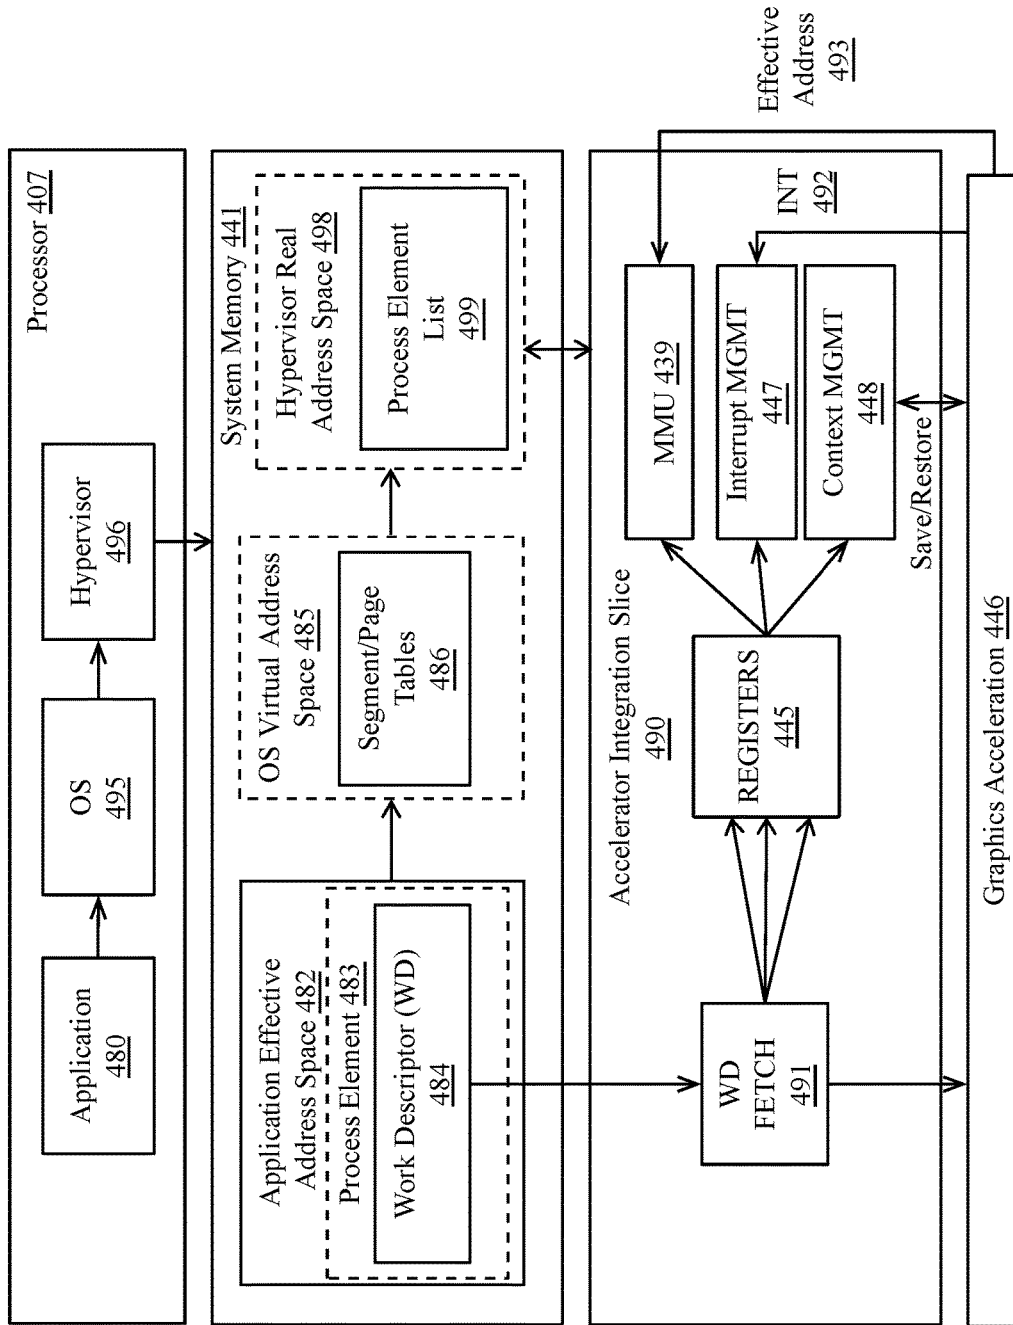 Processor 407
Application
480
OS
495
Hypervisor
496
System Memory 441
Application Effective
Address Space 482
Process Element 483
Work Descriptor (WD)
484
OS Virtual Address
Space 485
Segment/Page
Tables
486
Hypervisor Real
Address Space 498
Process Element
List
499
Accelerator Integration Slice
490
WD
FETCH
491
REGISTERS
445
MMU 439
Interrupt MGMT
447
Context MGMT
448
Save/Restore
INT
492
Effective
Address
493
Graphics Acceleration 446